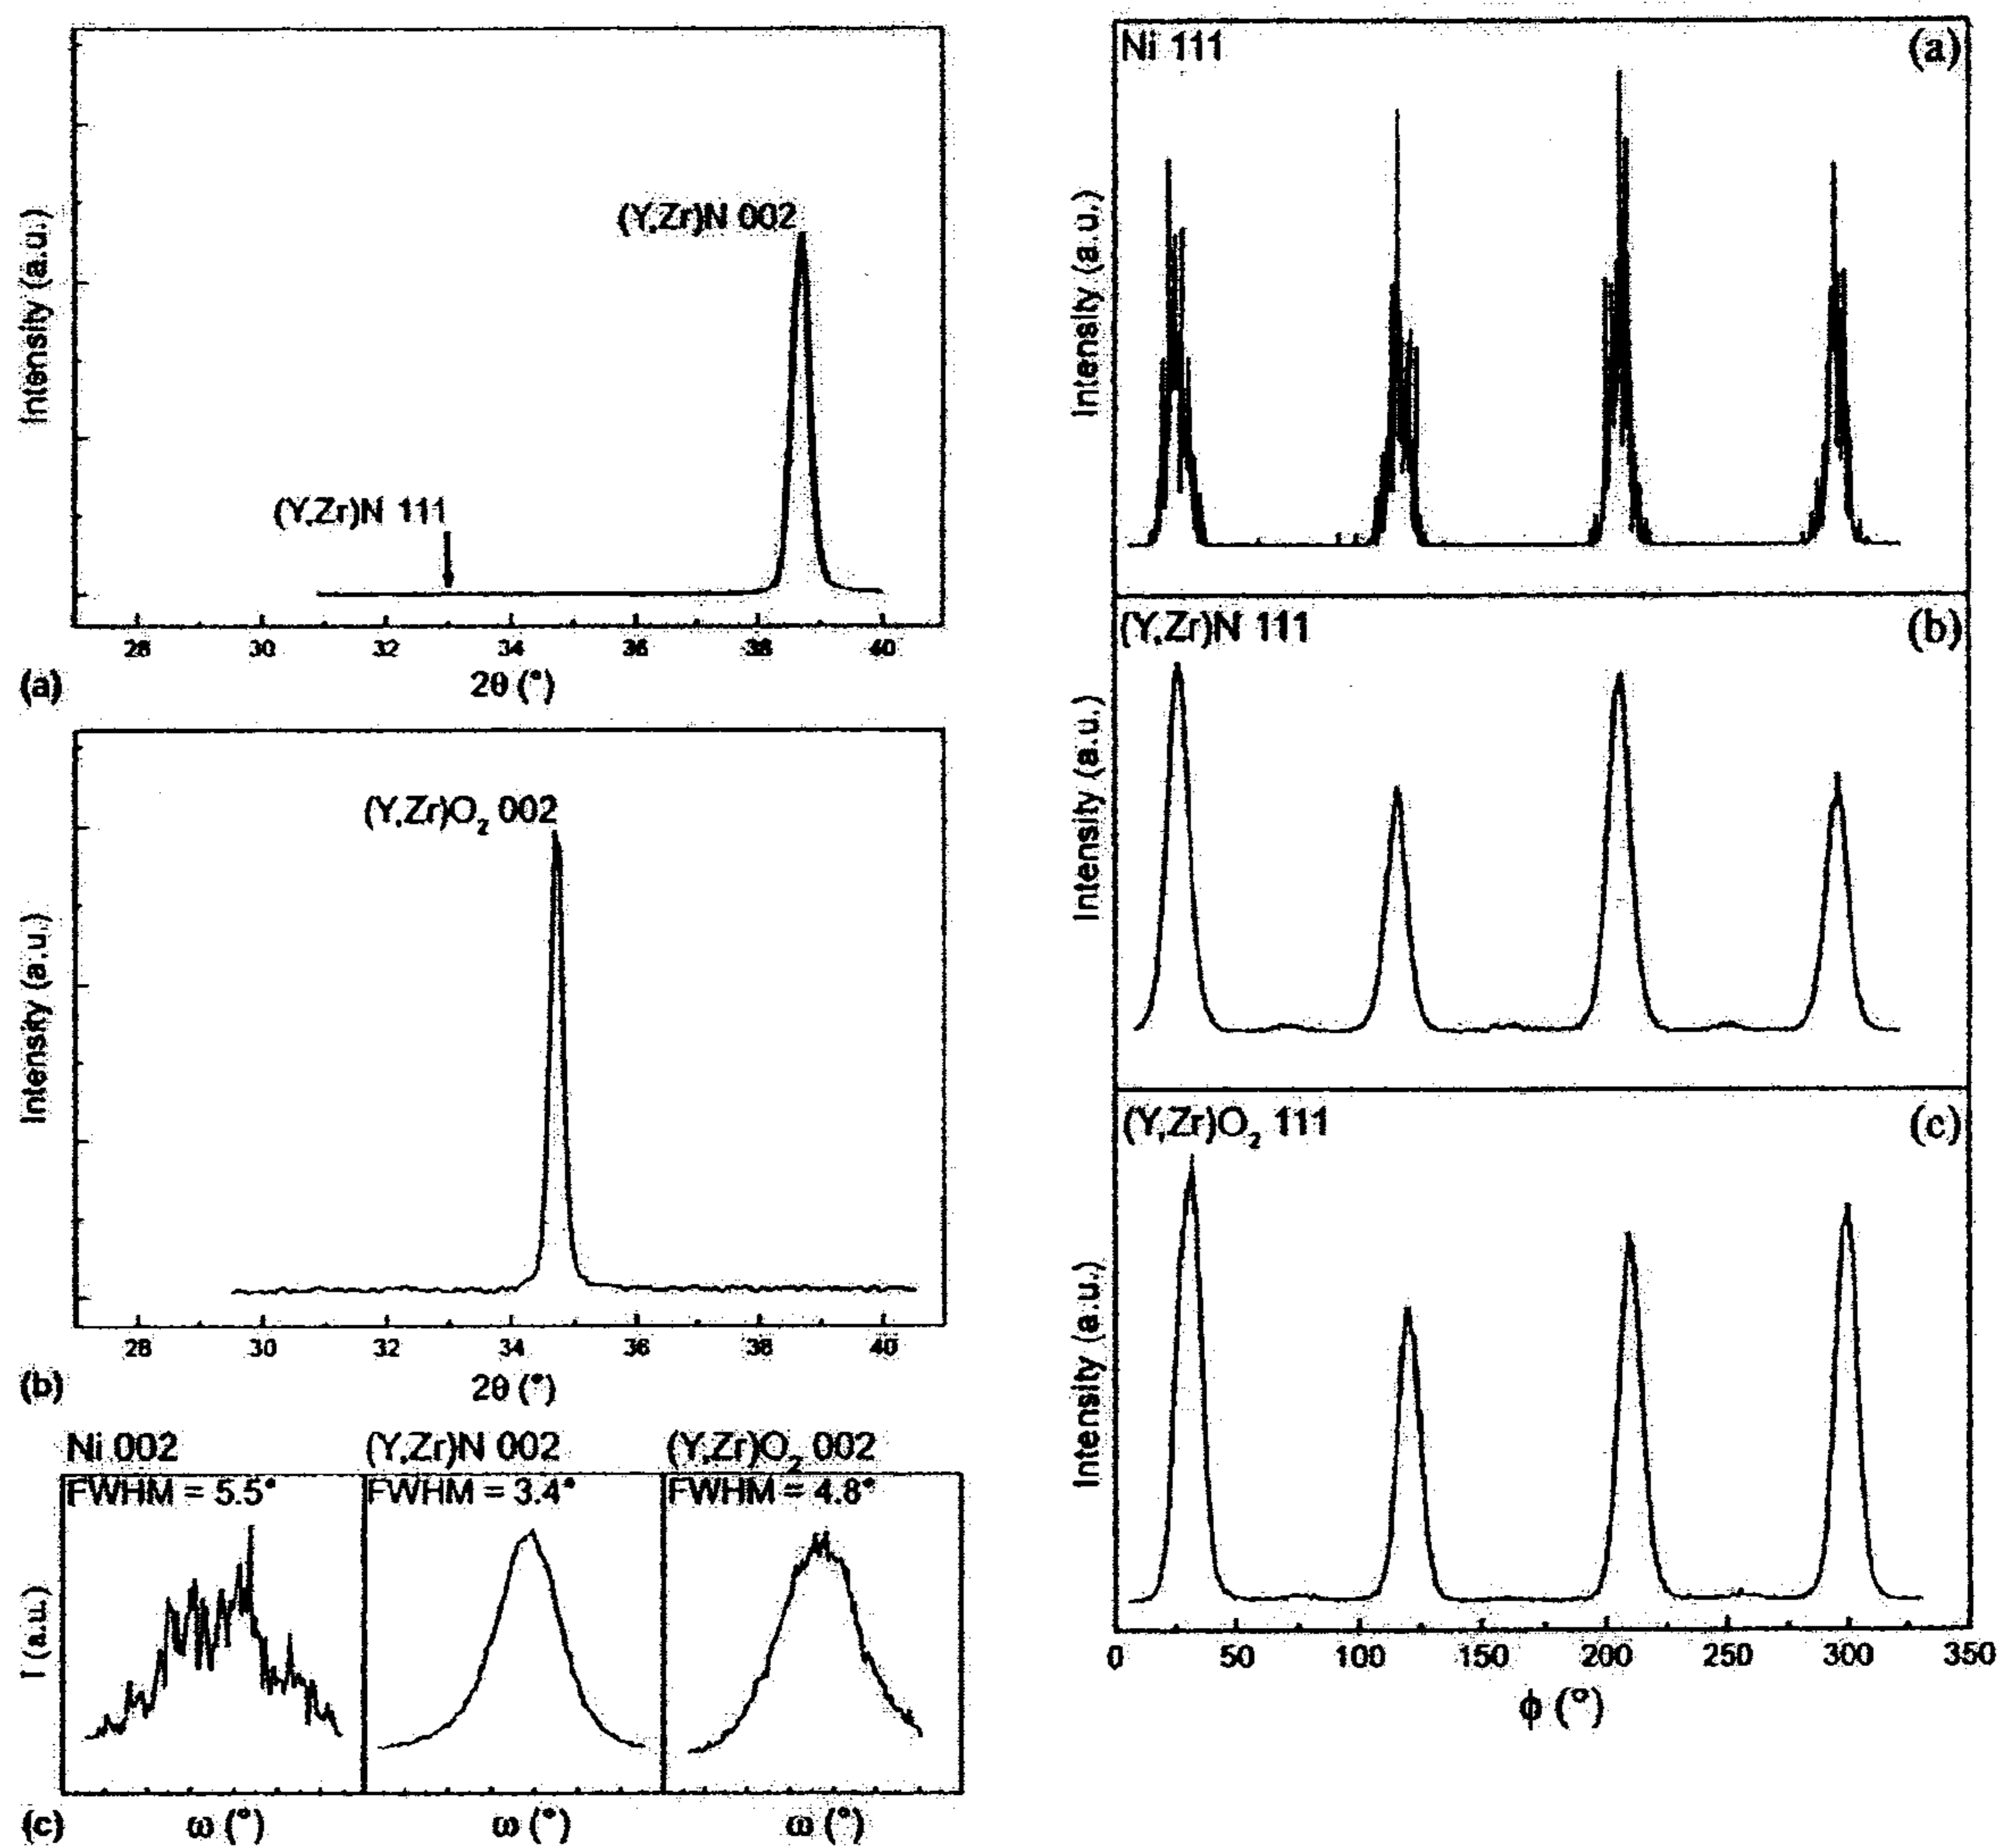 Intensity (a.u.)
(Y,Zr)N 002
(Y,Zr)N 111
28 30 32 34 36 38 40
(a) 2θ (°)
Intensity (a.u.)
(Y,Zr)O₂ 002
28 30 32 34 36 38 40
(b) 2θ (°)
Ni 002 (Y,Zr)N 002 (Y,Zr)O₂ 002
FWHM = 5.5° FWHM = 3.4° FWHM = 4.8°
I (a.u.)
(c) ω (°) ω (°) ω (°)
Ni 111 (a)
Intensity (a.u.)
(Y,Zr)N 111 (b)
Intensity (a.u.)
(Y,Zr)O₂ 111 (c)
Intensity (a.u.)
0 50 100 150 200 250 300 350
ϕ (°)